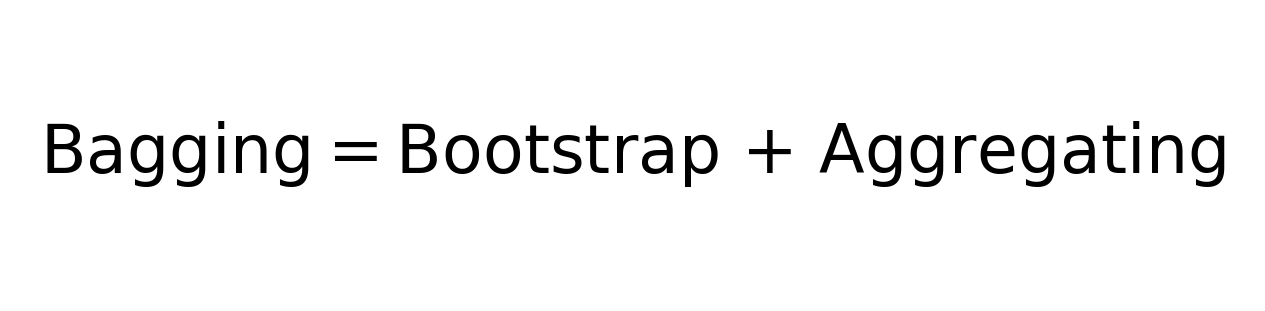 Bagging = Bootstrap + Aggregating